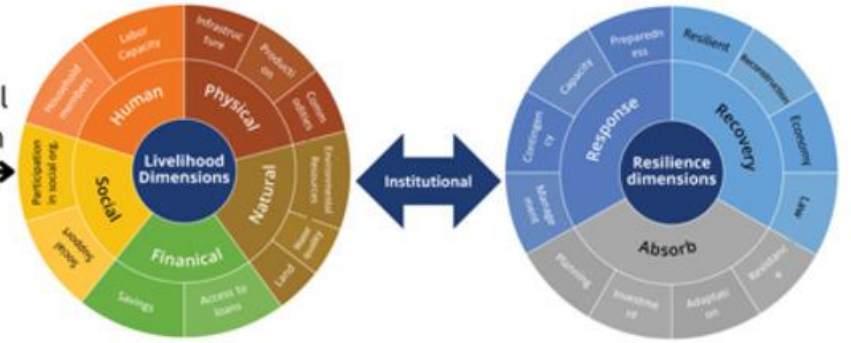 Labor
Capacity
Household
members
Human
Infrastruc
ture
Producti
on
Comm
odities
Physical
Livelihood
Dimensions
Participation
in social org.
Social
Support
Social
Environmental
Resources
Water
quality
Land
Natural
Finanical
Savings
Access to
loans
Institutional
Preparedn
ess
Capacity
Contingen
cy
Manage
ment
Response
Resilient
Reconstruction
Economy
Law
Recovery
Resilience
dimensions
Absorb
Planning
Investme
nt
Adaptati
on
Resistanc
e